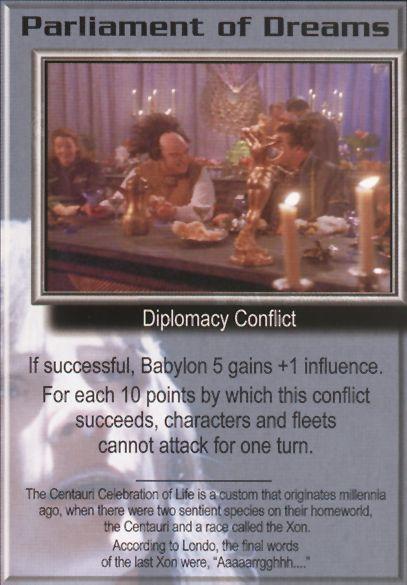 Parliament of Dreams
Diplomacy Conflict
If successful, Babylon 5 gains +1 influence.
For each 10 points by which this conflict
succeeds, characters and fleets
cannot attack for one turn.
The Centauri Celebration of Life is a custom that originates millennia
ago, when there were two sentient species on their homeworld,
the Centauri and a race called the Xon.
According to Londo, the final words
of the last Xon were, "Aaaaarrgghhh...."